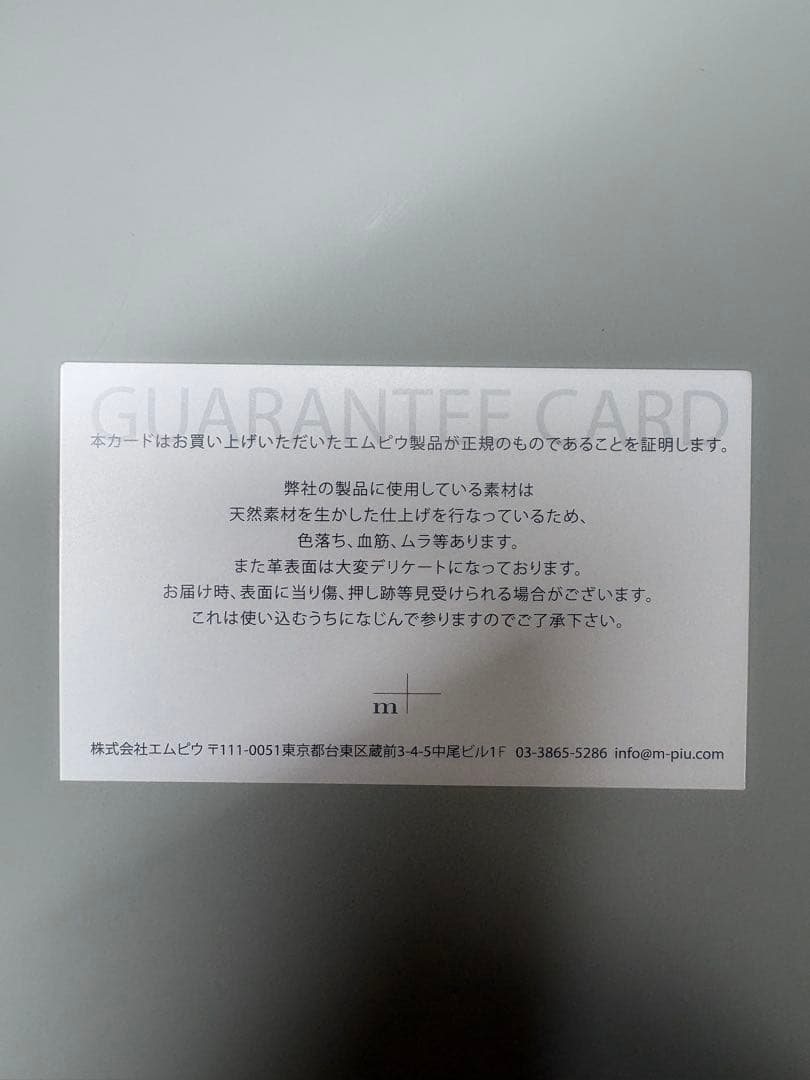 GUARANTEE CARD
本カードはお買い上げいただいたエムピウ製品が正規のものであることを証明します。
弊社の製品に使用している素材は
天然素材を生かした仕上げを行なっているため、
色落ち、血筋、ムラ等あります。
また革表面は大変デリケートになっております。
お届け時、表面に当り傷、押し跡等見受けられる場合がございます。
これは使い込むうちになじんで参りますのでご了承下さい。
m+
株式会社エムピウ 〒111-0051東京都台東区蔵前3-4-5中尾ビル1F 03-3865-5286 info@m-piu.com